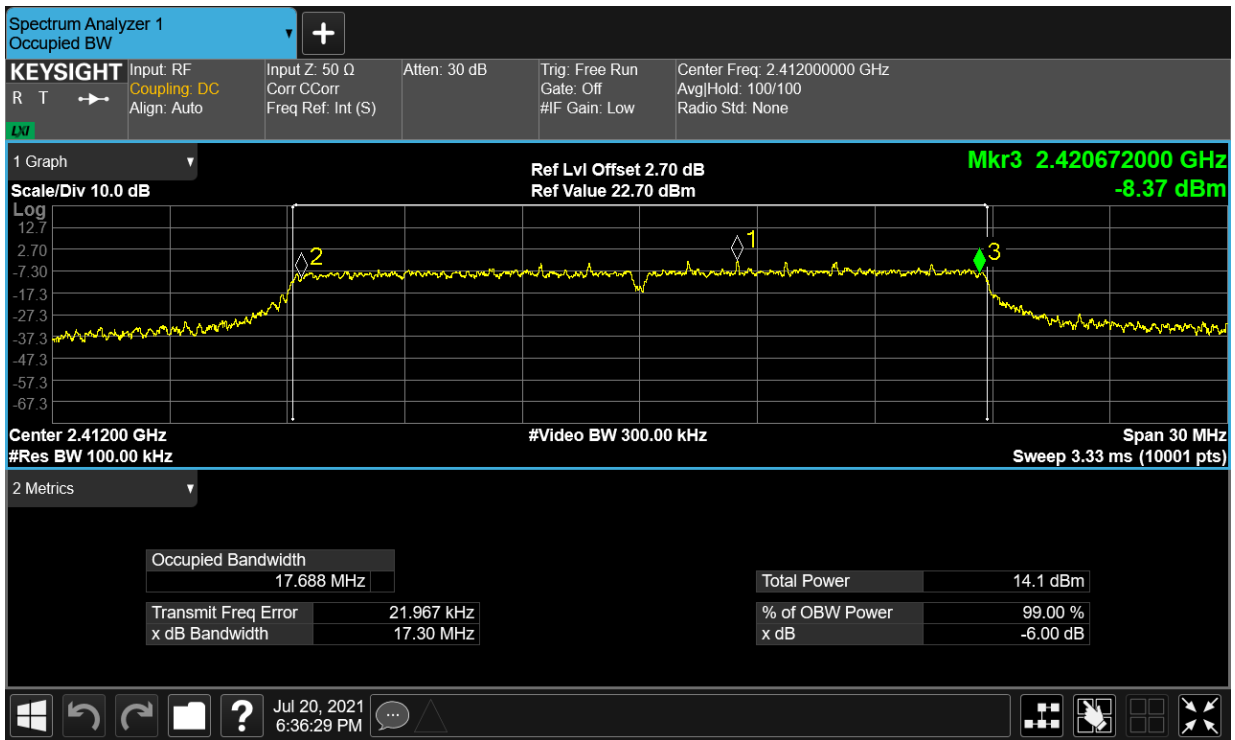 Spectrum Analyzer 1
Occupied BW
KEYSIGHT
R T
LXI
Input: RF
Coupling: DC
Align: Auto
Input Z: 50 Ω
Corr CCorr
Freq Ref: Int (S)
Atten: 30 dB
Trig: Free Run
Gate: Off
#IF Gain: Low
Center Freq: 2.412000000 GHz
Avg|Hold: 100/100
Radio Std: None
1 Graph
Scale/Div 10.0 dB
Ref Lvl Offset 2.70 dB
Ref Value 22.70 dBm
Mkr3 2.420672000 GHz
-8.37 dBm
Log
12.7
2.70
-7.30
-17.3
-27.3
-37.3
-47.3
-57.3
-67.3
2
1
3
Center 2.41200 GHz
#Video BW 300.00 kHz
Span 30 MHz
#Res BW 100.00 kHz
Sweep 3.33 ms (10001 pts)
2 Metrics
Occupied Bandwidth
17.688 MHz
Total Power 14.1 dBm
Transmit Freq Error 21.967 kHz
% of OBW Power 99.00 %
x dB Bandwidth 17.30 MHz
x dB -6.00 dB
?
Jul 20, 2021
6:36:29 PM